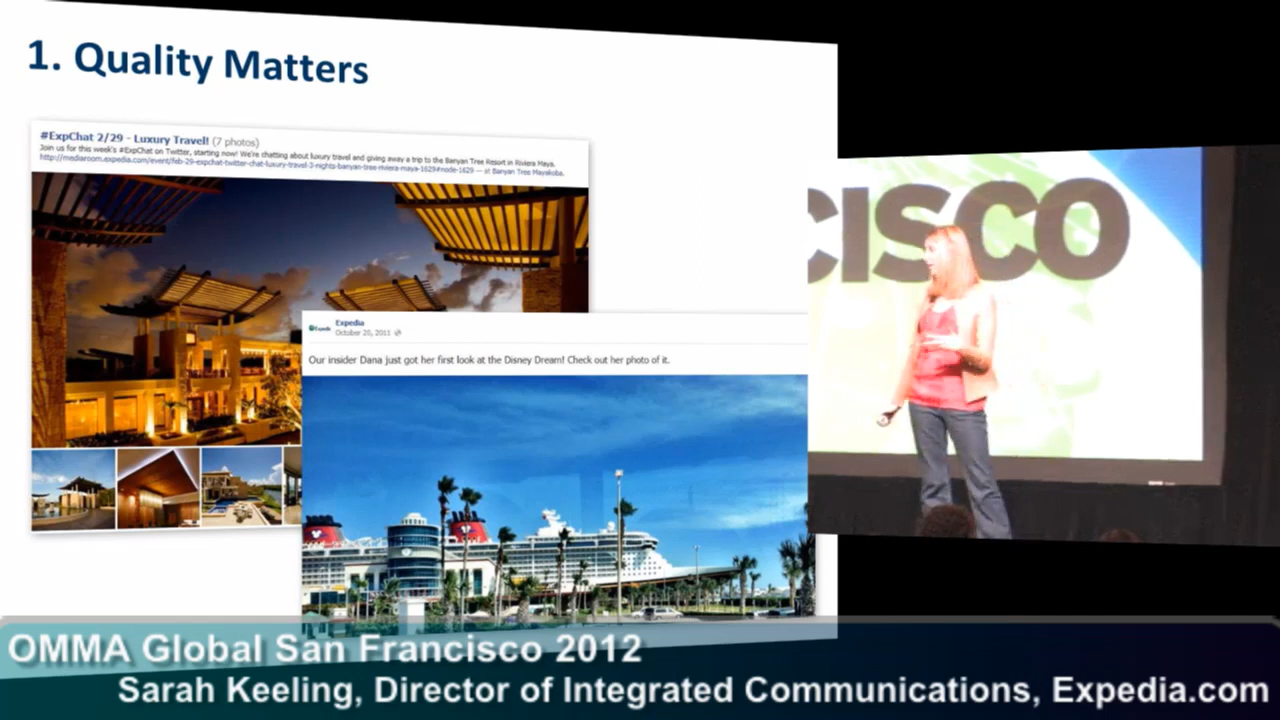 1. Quality Matters
#ExpChat 2/29 - Luxury Travel! (7 photos)
Join us for this week's #ExpChat on Twitter, starting now! We're chatting about luxury travel and giving away a trip to the Banyan Tree Resort in Riviera Maya.
http://mediaroom.expedia.com/event/feb-29-expchat-twitter-chat-luxury-travel-3-nights-banyan-tree-riviera-maya-1629#node-1629 — at Banyan Tree Mayakoba.
Expedia
Expedia
October 20, 2011
Our insider Dana just got her first look at the Disney Dream! Check out her photo of it.
CISCO
OMMA Global San Francisco 2012
Sarah Keeling, Director of Integrated Communications, Expedia.com